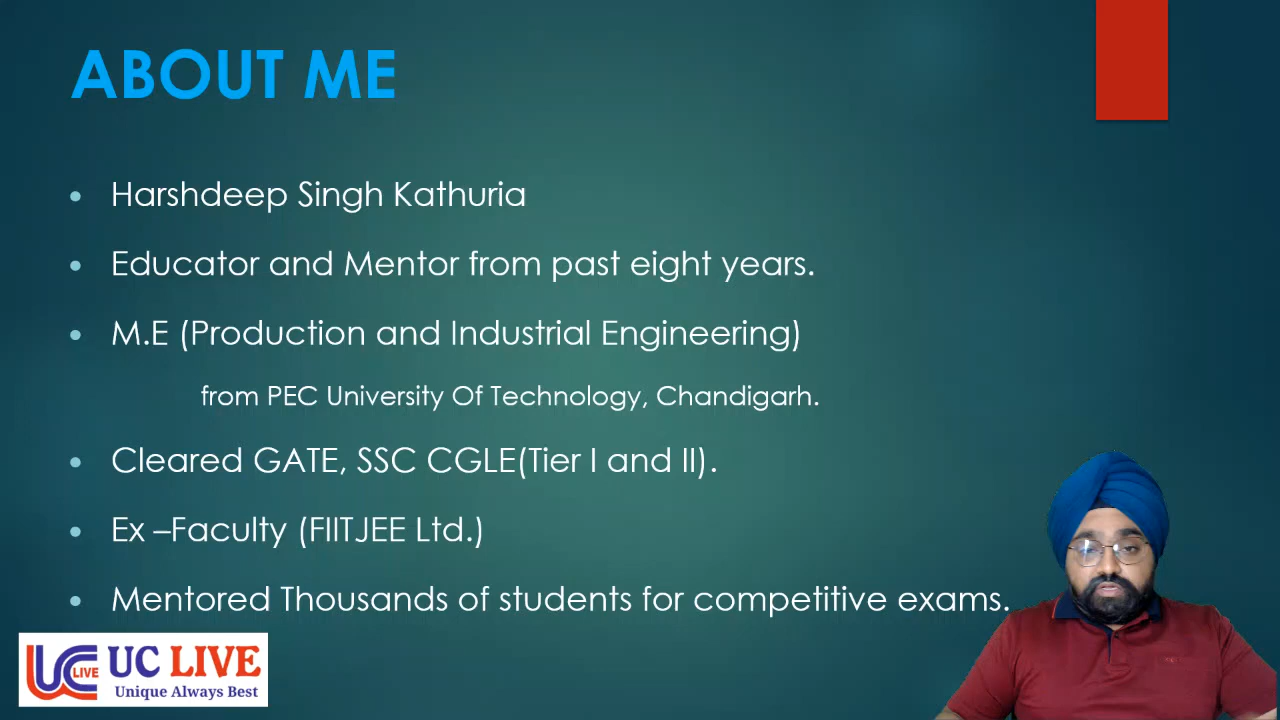 ABOUT ME
Harshdeep Singh Kathuria
Educator and Mentor from past eight years.
M.E (Production and Industrial Engineering)
from PEC University Of Technology, Chandigarh.
Cleared GATE, SSC CGLE(Tier I and II).
Ex –Faculty (FIITJEE Ltd.)
Mentored Thousands of students for competitive exams.
UC LIVE UC LIVE
Unique Always Best